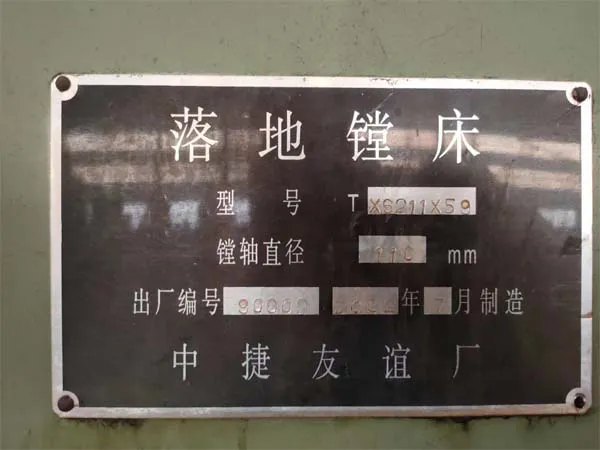 落地镗床
型号 TX6211X59
镗轴直径 110 mm
出厂编号 年7月制造
中捷友谊厂